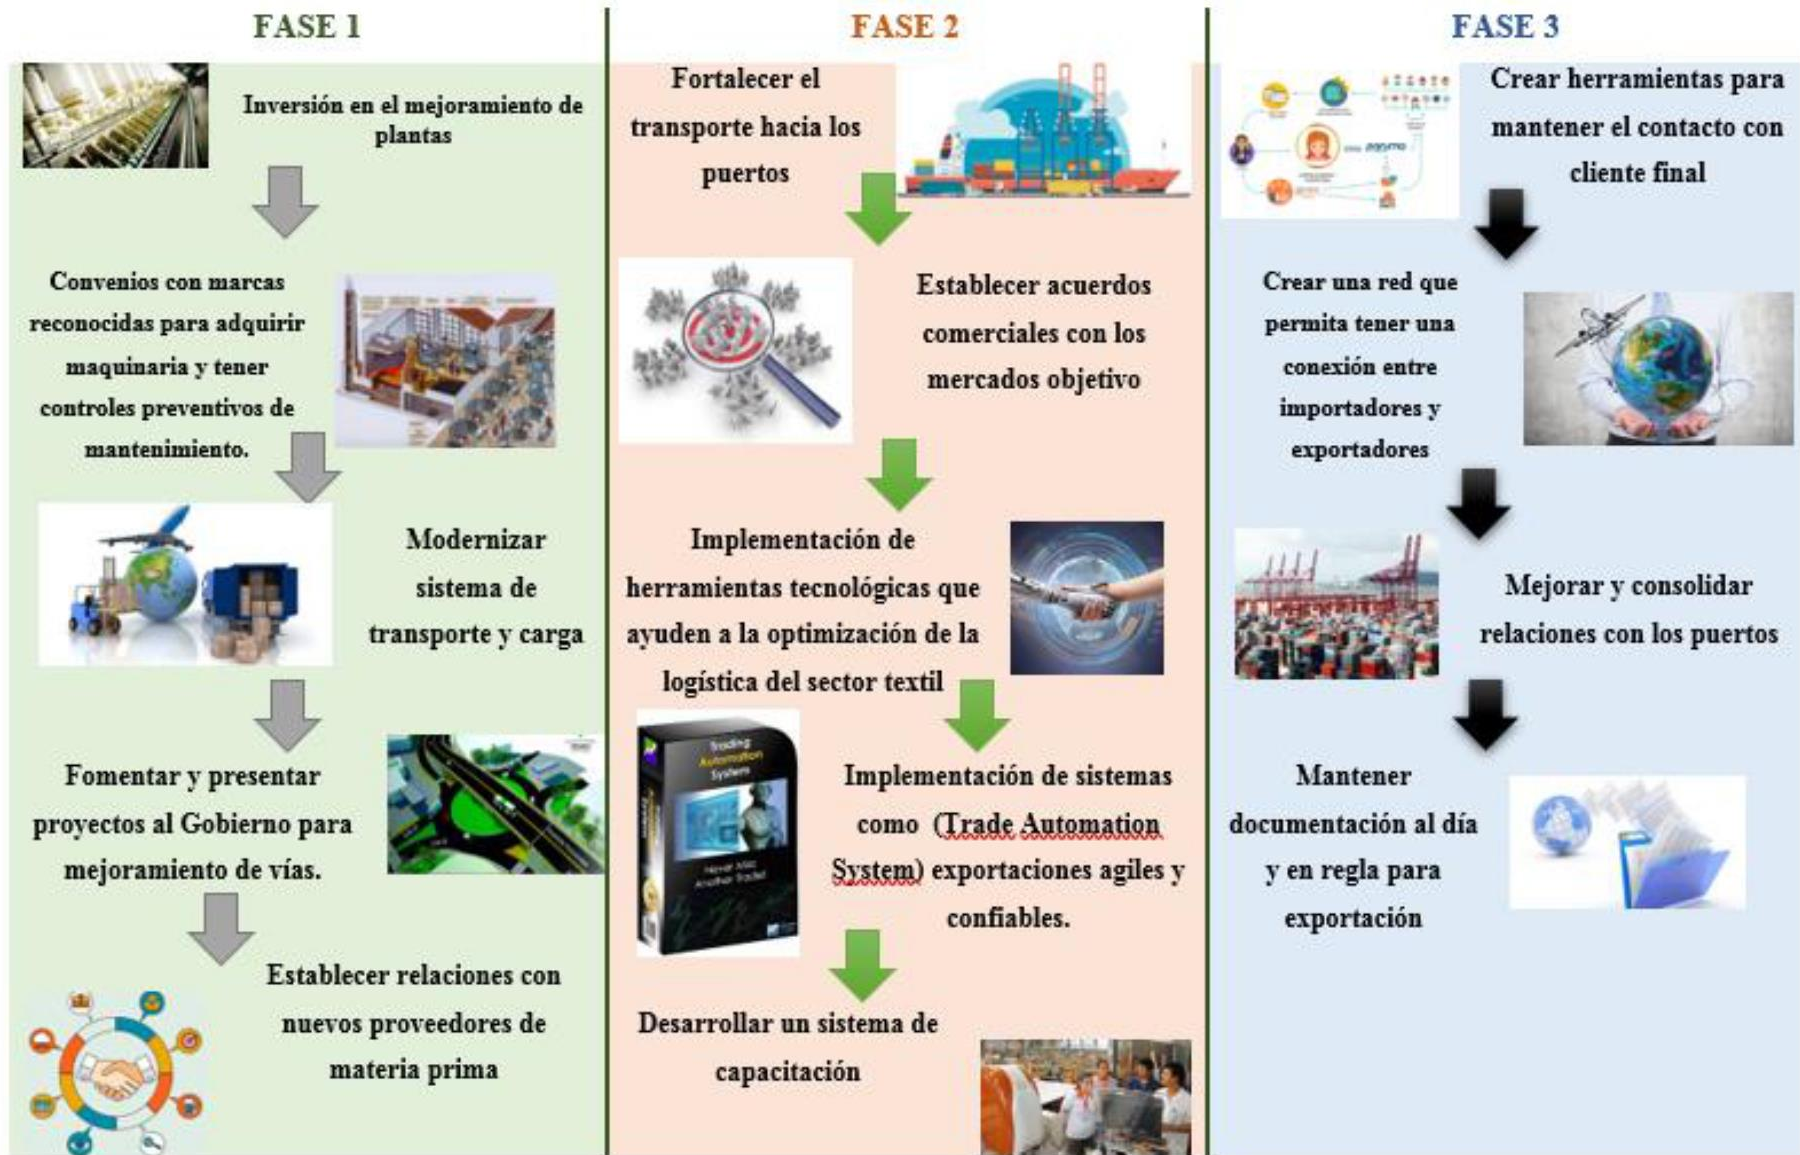 FASE 1
Inversión en el mejoramiento de
plantas
Convenios con marcas
reconocidas para adquirir
maquinaria y tener
controles preventivos de
mantenimiento.
Modernizar
sistema de
transporte y carga
Fomentar y presentar
proyectos al Gobierno para
mejoramiento de vías.
Establecer relaciones con
nuevos proveedores de
materia prima
FASE 2
Fortalecer el
transporte hacia los
puertos
Establecer acuerdos
comerciales con los
mercados objetivo
Implementación de
herramientas tecnológicas que
ayuden a la optimización de la
logística del sector textil
Trading
Automation
System
Implementación de sistemas
como (Trade Automation
System) exportaciones agiles y
confiables.
Desarrollar un sistema de
capacitación
FASE 3
Crear herramientas para
mantener el contacto con
cliente final
Crear una red que
permita tener una
conexión entre
importadores y
exportadores
Mejorar y consolidar
relaciones con los puertos
Mantener
documentación al día
y en regla para
exportación